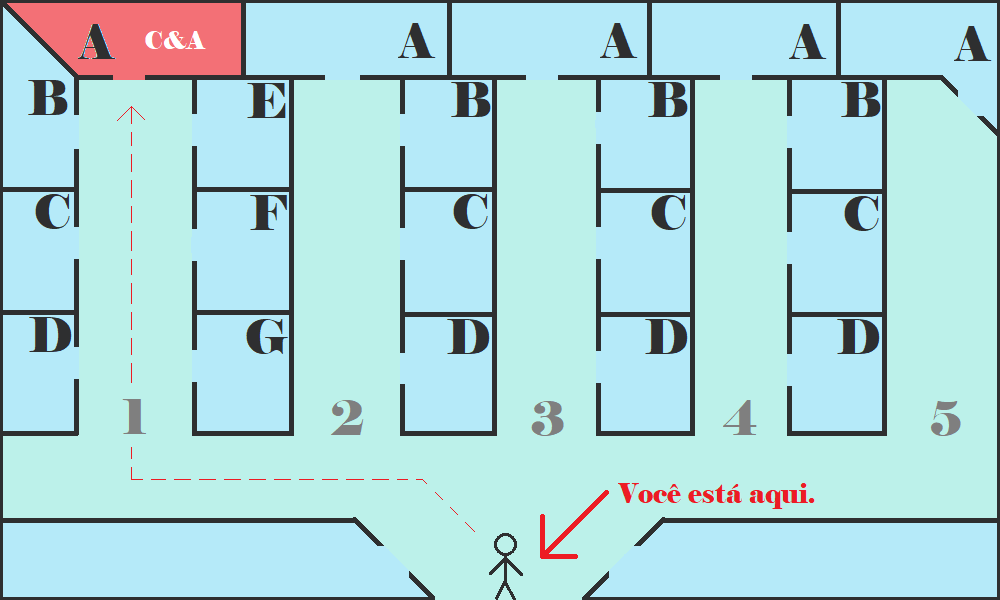 A C&A A A A A
B E B B B
C F C C C
D G D D D
1 2 3 4 5
Você está aqui.